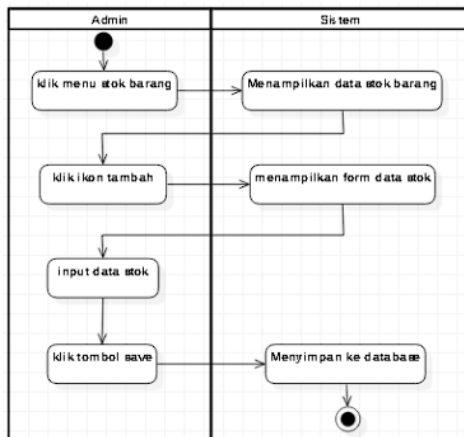 Admin
Sistem
klik menu stok barang
Menampilkan data stok barang
klik ikon tambah
menampilkan form data stok
input data stok
klik tombol save
Menyimpan ke database